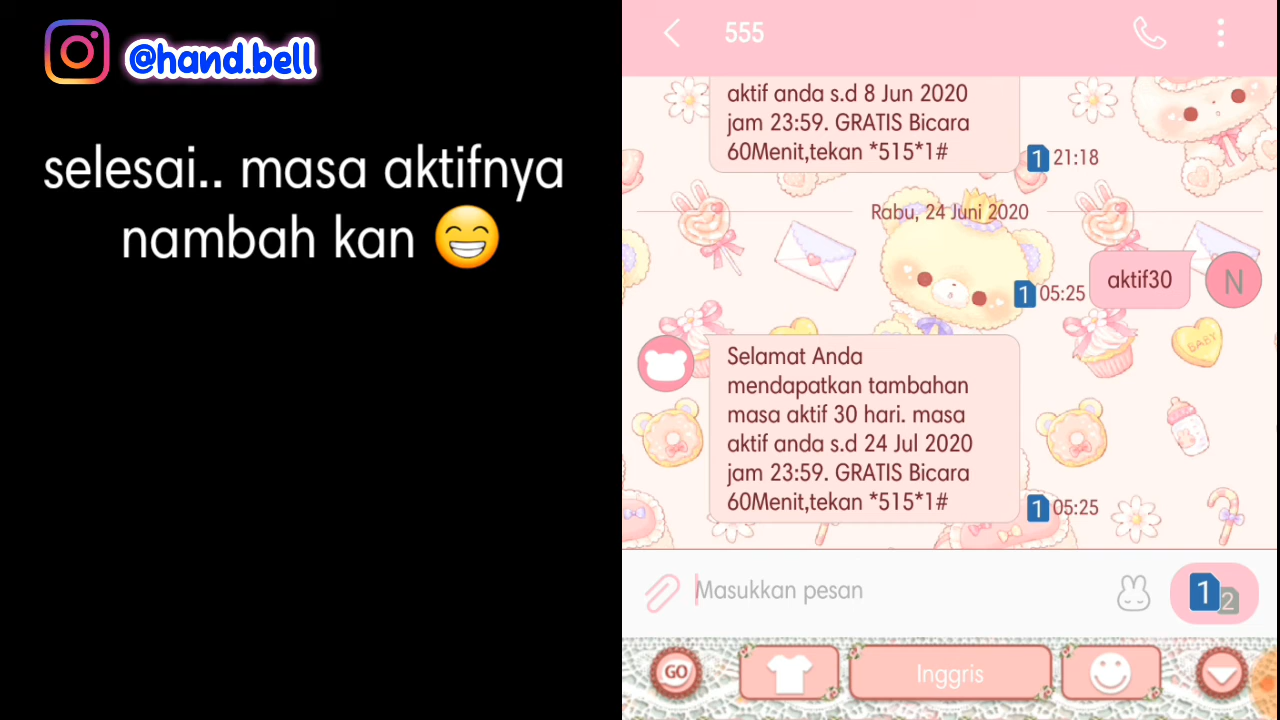 @hand.bell
selesai.. masa aktifnya
nambah kan 😁
555
aktif anda s.d 8 Jun 2020
jam 23:59. GRATIS Bicara
60Menit,tekan *515*1#
1 21:18
Rabu, 24 Juni 2020
1 05:25
aktif30
N
Selamat Anda
mendapatkan tambahan
masa aktif 30 hari. masa
aktif anda s.d 24 Jul 2020
jam 23:59. GRATIS Bicara
60Menit,tekan *515*1#
1 05:25
BABY
Masukkan pesan
1 2
GO
Inggris